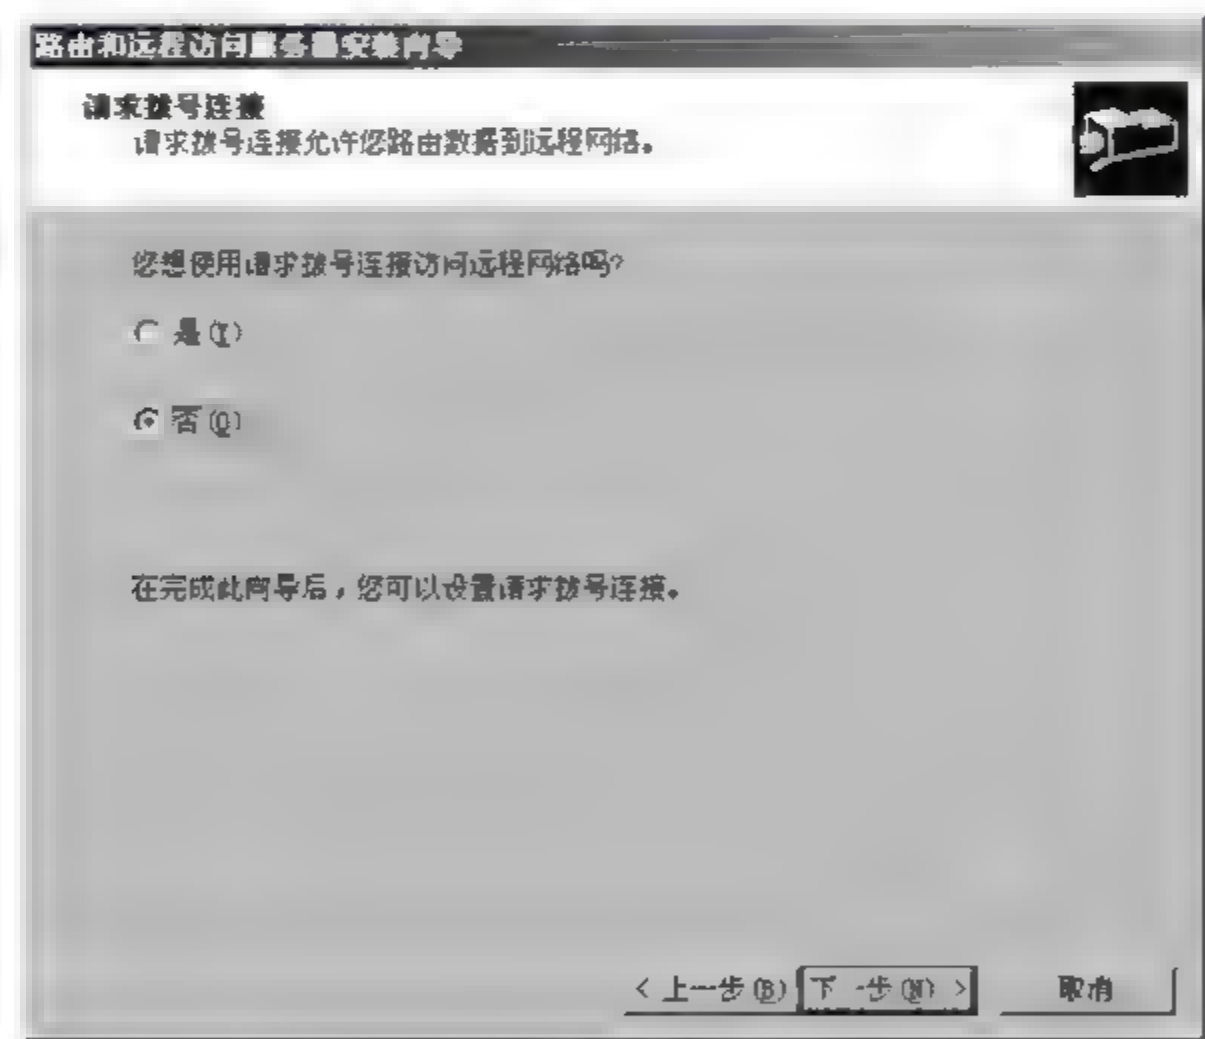 路由和远程访问服务器安装向导
请求拨号连接
请求拨号连接允许您路由数据到远程网络。
您想使用请求拨号连接访问远程网络吗?
是(Y)
否(O)
在完成此向导后，您可以设置请求拨号连接。
< 上一步(B) 下一步(N) > 取消